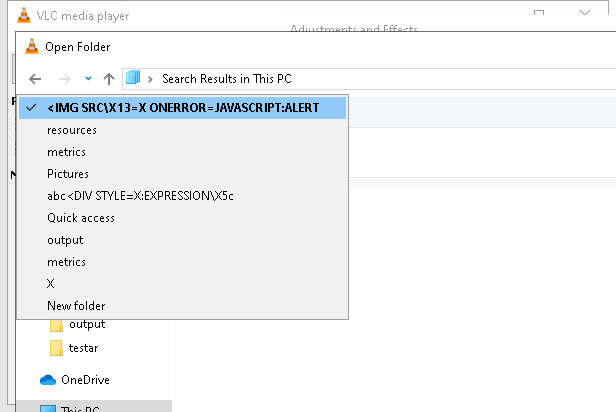 VLC media player
Adjustments and Effects
Open Folder
Search Results in This PC
<IMG SRC\X13=X ONERROR=JAVASCRIPT:ALERT
resources
metrics
Pictures
abc<DIV STYLE=X:EXPRESSION\X5c
Quick access
output
metrics
X
New folder
output
testar
OneDrive
This PC